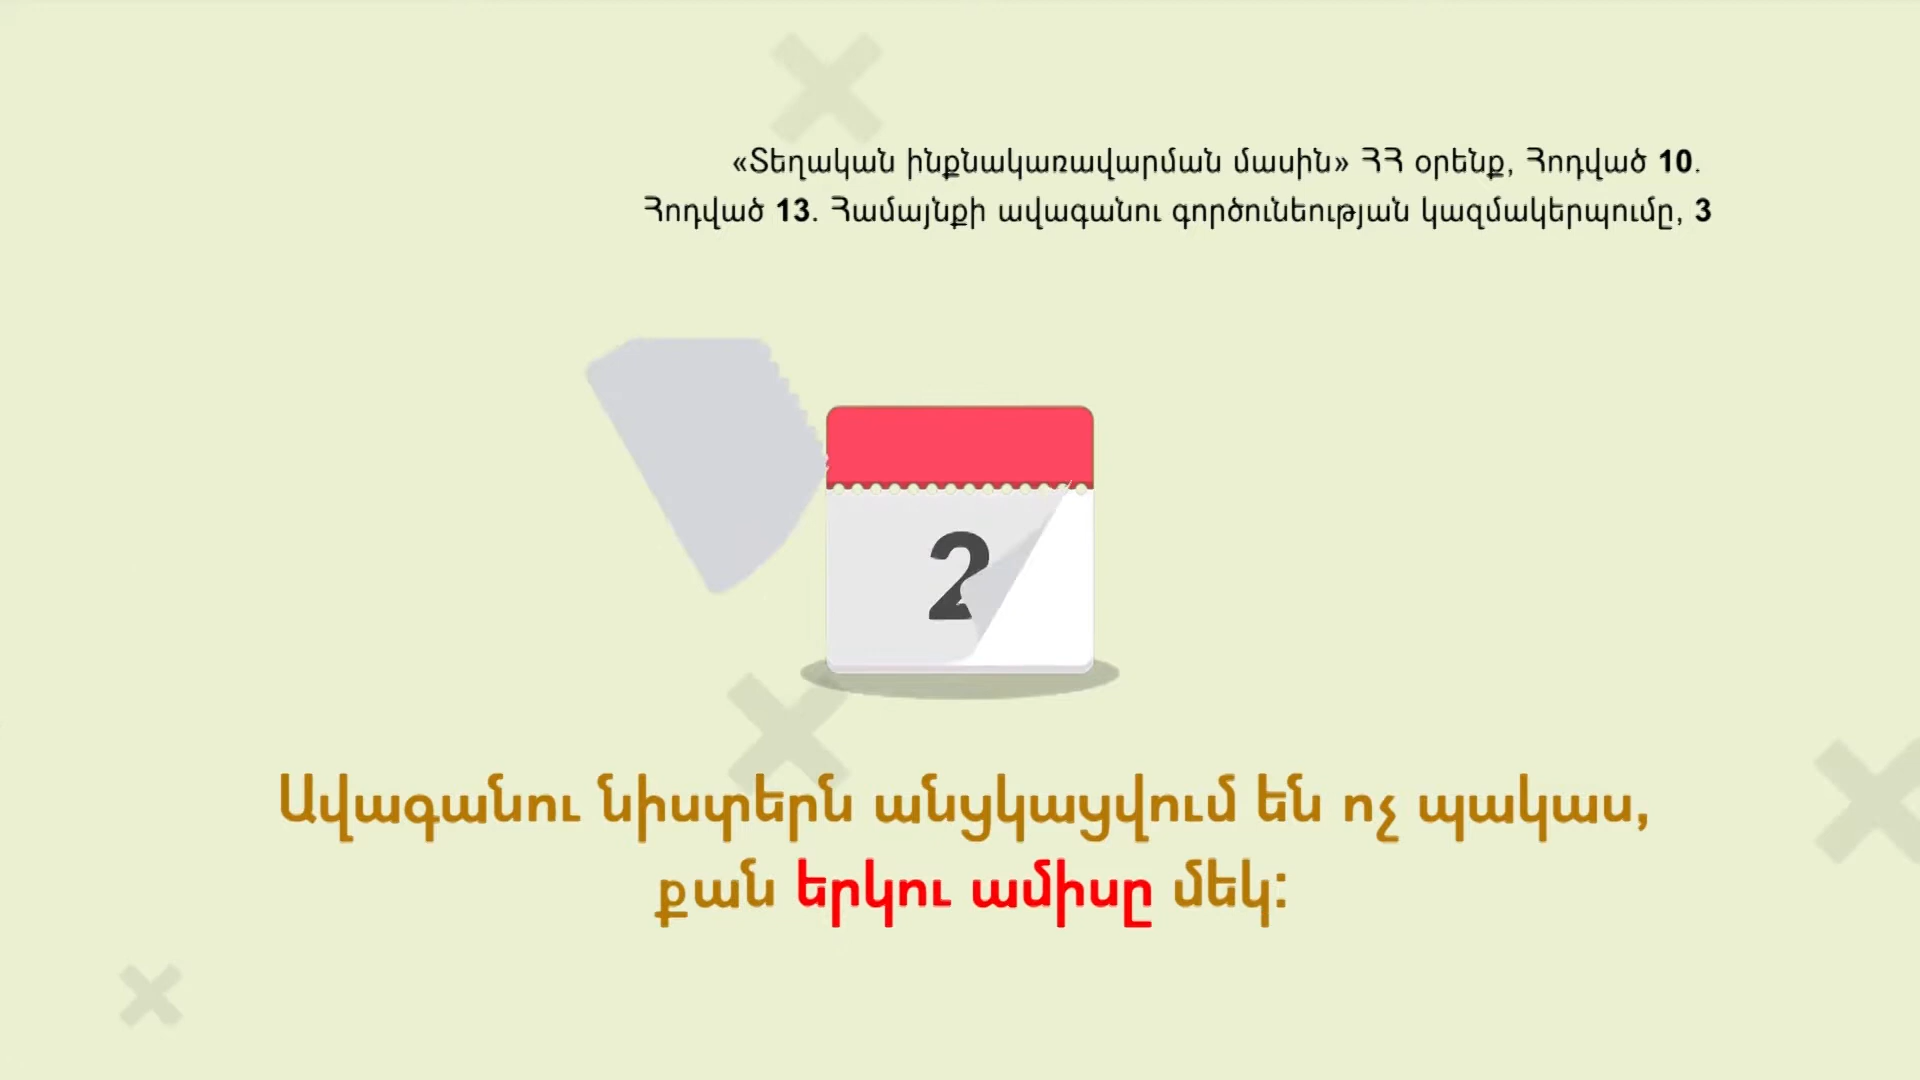 «Տեղական ինքնակառավարման մասին» ՀՀ օրենք, Հոդված 10.
Հոդված 13. Համայնքի ավագանու գործունեության կազմակերպումը, 3
2
Ավագանու նիստերն անցկացվում են ոչ պակաս,
քան երկու ամիսը մեկ: